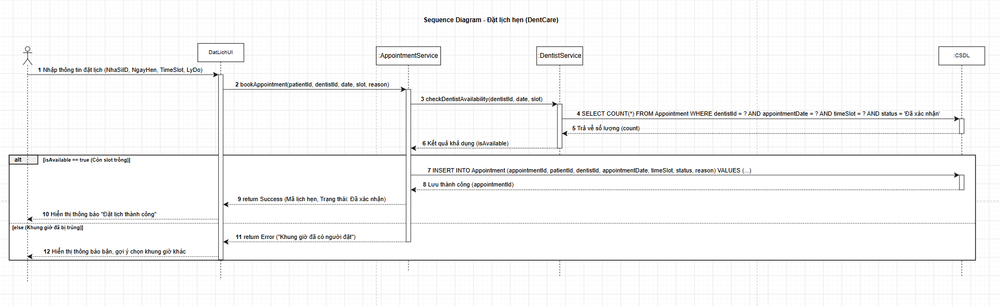 Sequence Diagram - Đặt lịch hẹn (DentCare)
DatLichUI
:AppointmentService
:DentistService
:CSDL
1 Nhập thông tin đặt lịch (NhaSiID, NgayHen, TimeSlot, LyDo)
2 bookAppointment(patientId, dentistId, date, slot, reason)
3 checkDentistAvailability(dentistId, date, slot)
4 SELECT COUNT(*) FROM Appointment WHERE dentistId = ? AND appointmentDate = ? AND timeSlot = ? AND status = 'Đã xác nhận'
5 Trả về số lượng (count)
6 Kết quả khả dụng (isAvailable)
alt
[isAvailable == true (Còn slot trống)]
7 INSERT INTO Appointment (appointmentId, patientId, dentistId, appointmentDate, timeSlot, status, reason) VALUES (...)
8 Lưu thành công (appointmentId)
9 return Success (Mã lịch hẹn, Trạng thái: Đã xác nhận)
10 Hiển thị thông báo "Đặt lịch thành công"
[else (Khung giờ đã bị trùng)]
11 return Error ("Khung giờ đã có người đặt")
12 Hiển thị thông báo bận, gợi ý chọn khung giờ khác